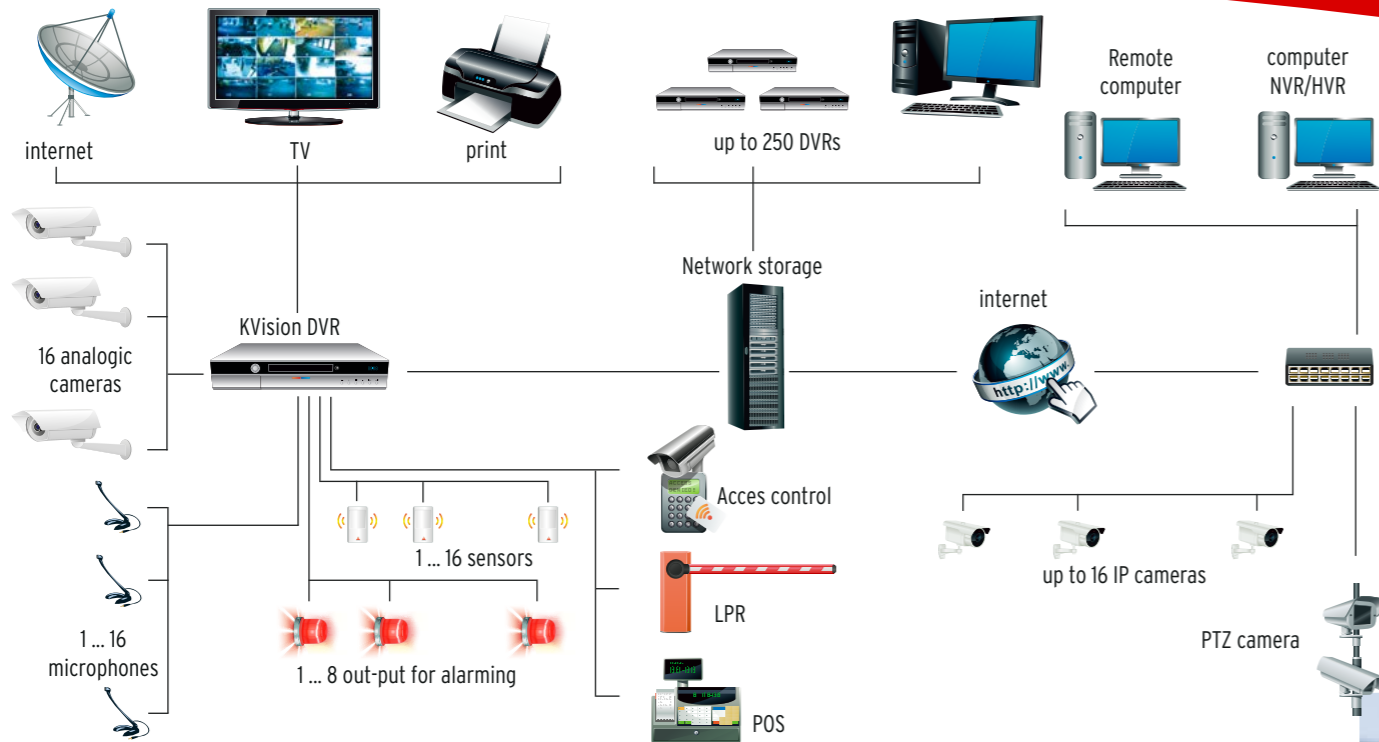 internet
TV
print
up to 250 DVRs
Remote
computer
computer
NVR/HVR
Network storage
internet
KVision DVR
16 analogic
cameras
http://www.
Acces control
1 ... 16 sensors
up to 16 IP cameras
LPR
1 ... 16
microphones
1 ... 8 out-put for alarming
PTZ camera
POS